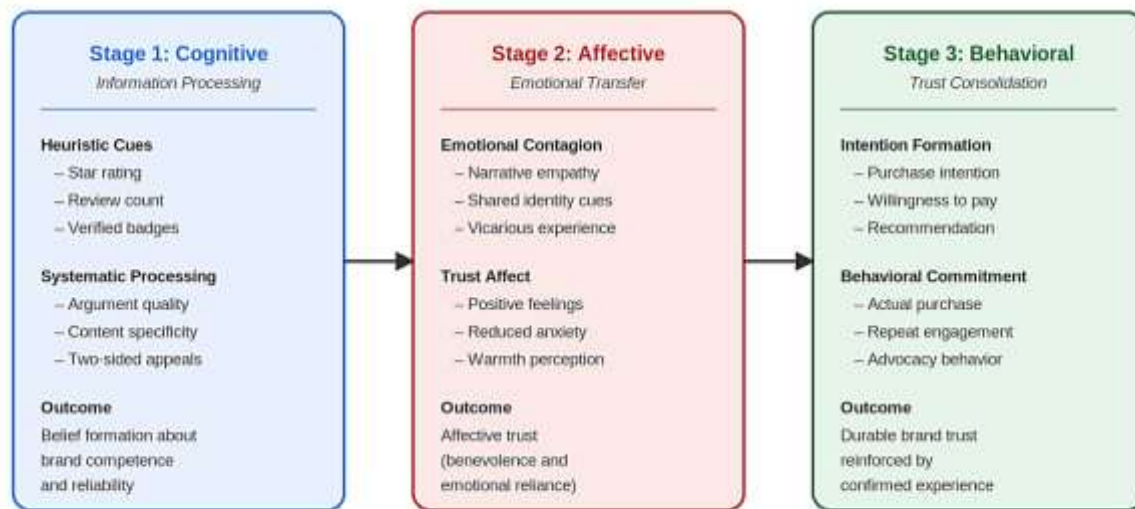 Stage 1: Cognitive
Information Processing
Heuristic Cues
– Star rating
– Review count
– Verified badges
Systematic Processing
– Argument quality
– Content specificity
– Two-sided appeals
Outcome
Belief formation about
brand competence
and reliability
Stage 2: Affective
Emotional Transfer
Emotional Contagion
– Narrative empathy
– Shared identity cues
– Vicarious experience
Trust Affect
– Positive feelings
– Reduced anxiety
– Warmth perception
Outcome
Affective trust
(benevolence and
emotional reliance)
Stage 3: Behavioral
Trust Consolidation
Intention Formation
– Purchase intention
– Willingness to pay
– Recommendation
Behavioral Commitment
– Actual purchase
– Repeat engagement
– Advocacy behavior
Outcome
Durable brand trust
reinforced by
confirmed experience